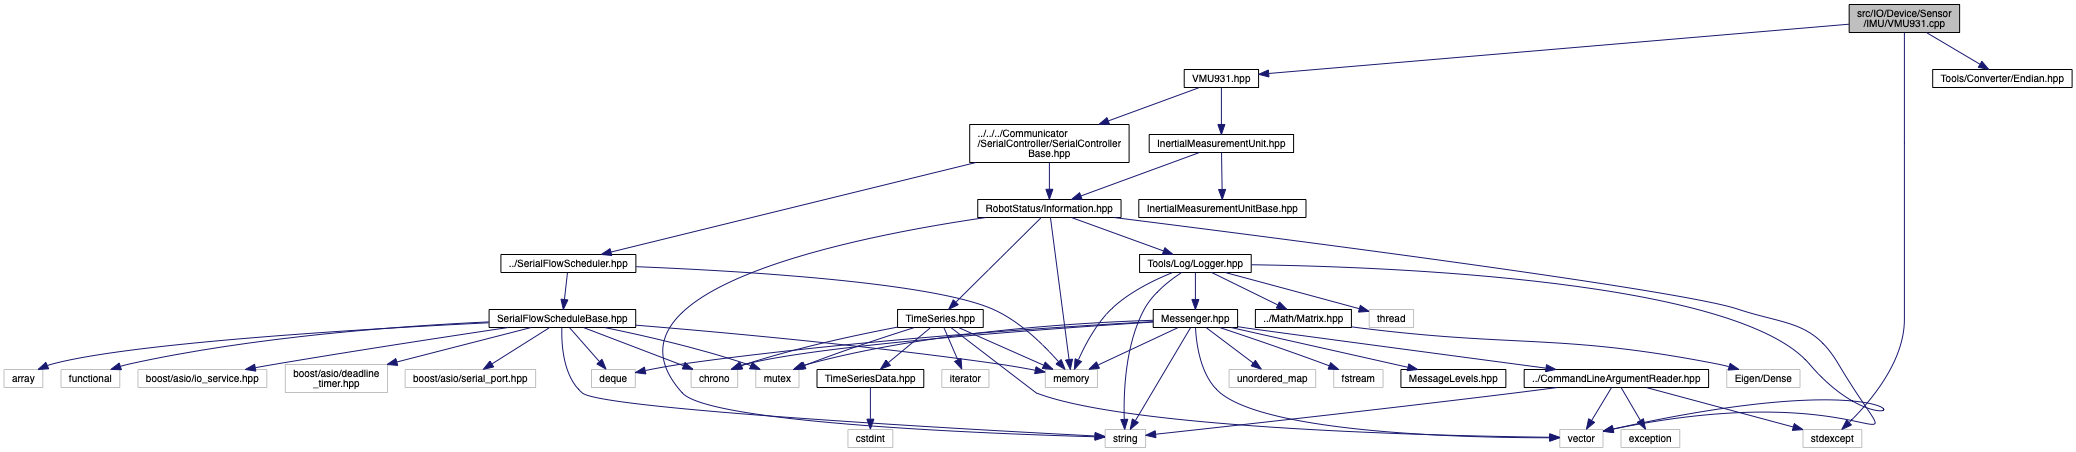 src/IO/Device/Sensor
/IMU/VMU931.cpp
VMU931.hpp
Tools/Converter/Endian.hpp
../../../Communicator
/SerialController/SerialController
Base.hpp
InertialMeasurementUnit.hpp
RobotStatus/Information.hpp
InertialMeasurementUnitBase.hpp
../SerialFlowScheduler.hpp
Tools/Log/Logger.hpp
SerialFlowScheduleBase.hpp
TimeSeries.hpp
Messenger.hpp
../Math/Matrix.hpp
thread
array
functional
boost/asio/io_service.hpp
boost/asio/deadline
_timer.hpp
boost/asio/serial_port.hpp
deque
chrono
mutex
TimeSeriesData.hpp
iterator
memory
unordered_map
fstream
MessageLevels.hpp
../CommandLineArgumentReader.hpp
Eigen/Dense
cstdint
string
vector
exception
stdexcept